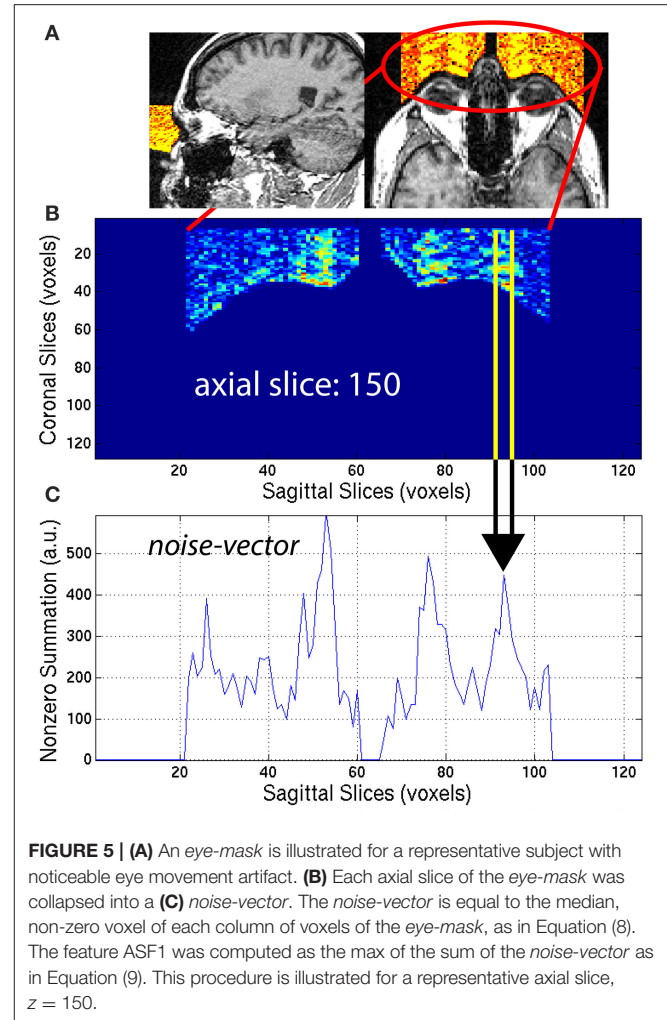 A
B
Coronal Slices (voxels)
20
40
60
80
100
120
axial slice: 150
20 40 60 80 100 120
Sagittal Slices (voxels)
C
Nonzero Summation (a.u.)
500
400
300
200
100
0
noise-vector
20 40 60 80 100 120
Sagittal Slices (voxels)
FIGURE 5 | (A) An eye-mask is illustrated for a representative subject with
noticeable eye movement artifact. (B) Each axial slice of the eye-mask was
collapsed into a (C) noise-vector. The noise-vector is equal to the median,
non-zero voxel of each column of voxels of the eye-mask, as in Equation (8).
The feature ASF1 was computed as the max of the sum of the noise-vector as
in Equation (9). This procedure is illustrated for a representative axial slice,
z = 150.